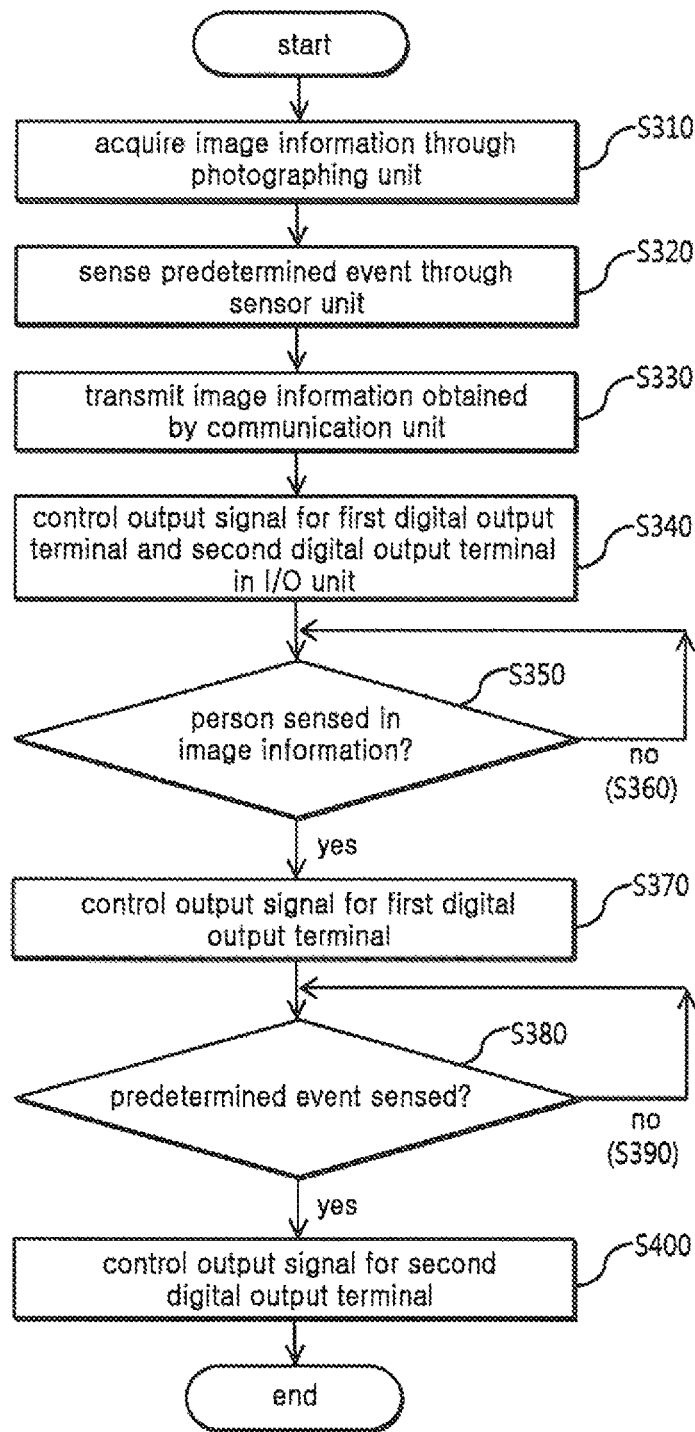 start
acquire image information through
photographing unit
S310
sense predetermined event through
sensor unit
S320
transmit image information obtained
by communication unit
S330
control output signal for first digital output
terminal and second digital output terminal
in I/O unit
S340
S350
person sensed in
image information?
no
(S360)
yes
control output signal for first digital
output terminal
S370
S380
predetermined event sensed?
no
(S390)
yes
control output signal for second
digital output terminal
S400
end